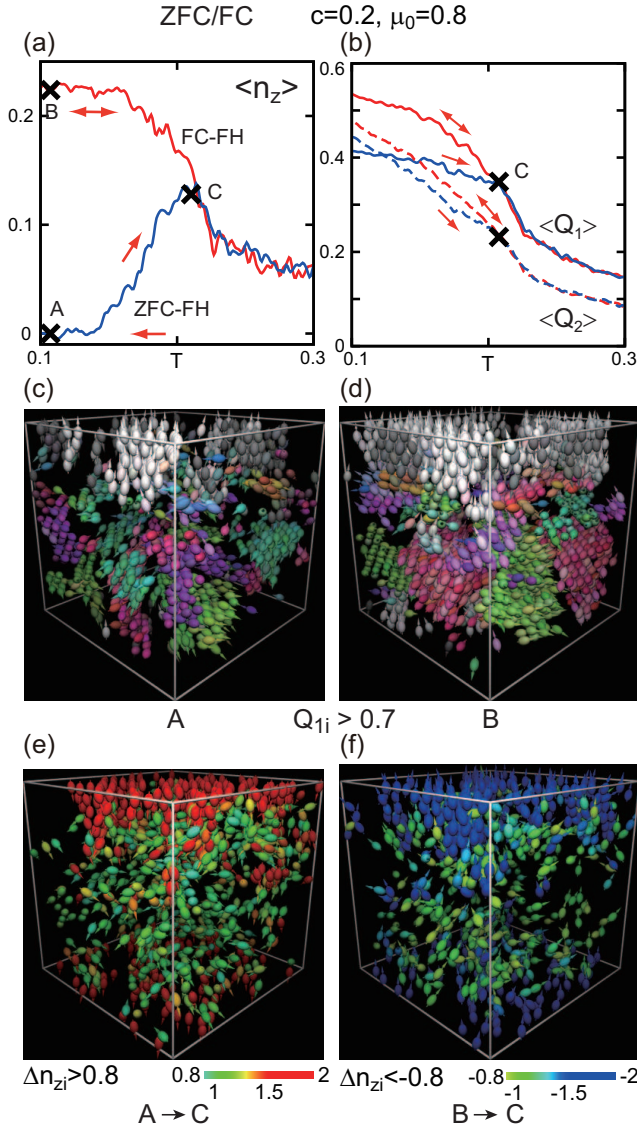 ZFC/FC c=0.2, μ0=0.8
(a) (b)
<nz>
0.2
0.1
0
B
FC-FH
C
A
ZFC-FH
0.1 T 0.3
0.6
0.4
0.2
0
C
<Q1>
<Q2>
0.1 T 0.3
(c) (d)
A Q1i > 0.7 B
(e) (f)
Δnzi>0.8 0.8 1 1.5 2
Δnzi<-0.8 -0.8 -1 -1.5 -2
A → C B → C